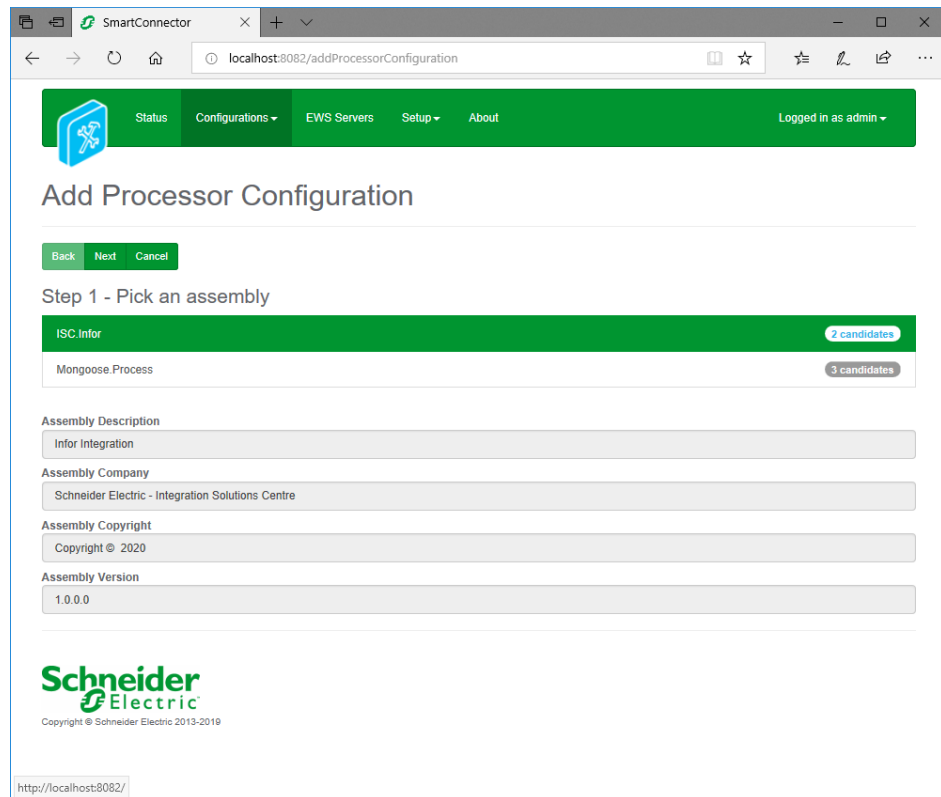 SmartConnector
localhost:8082/addProcessorConfiguration
Status Configurations EWS Servers Setup About Logged in as admin
Add Processor Configuration
Back Next Cancel
Step 1 - Pick an assembly
ISC.Infor 2 candidates
Mongoose.Process 3 candidates
Assembly Description
Infor Integration
Assembly Company
Schneider Electric - Integration Solutions Centre
Assembly Copyright
Copyright © 2020
Assembly Version
1.0.0.0
Schneider
Electric
Copyright © Schneider Electric 2013-2019
http://localhost:8082/